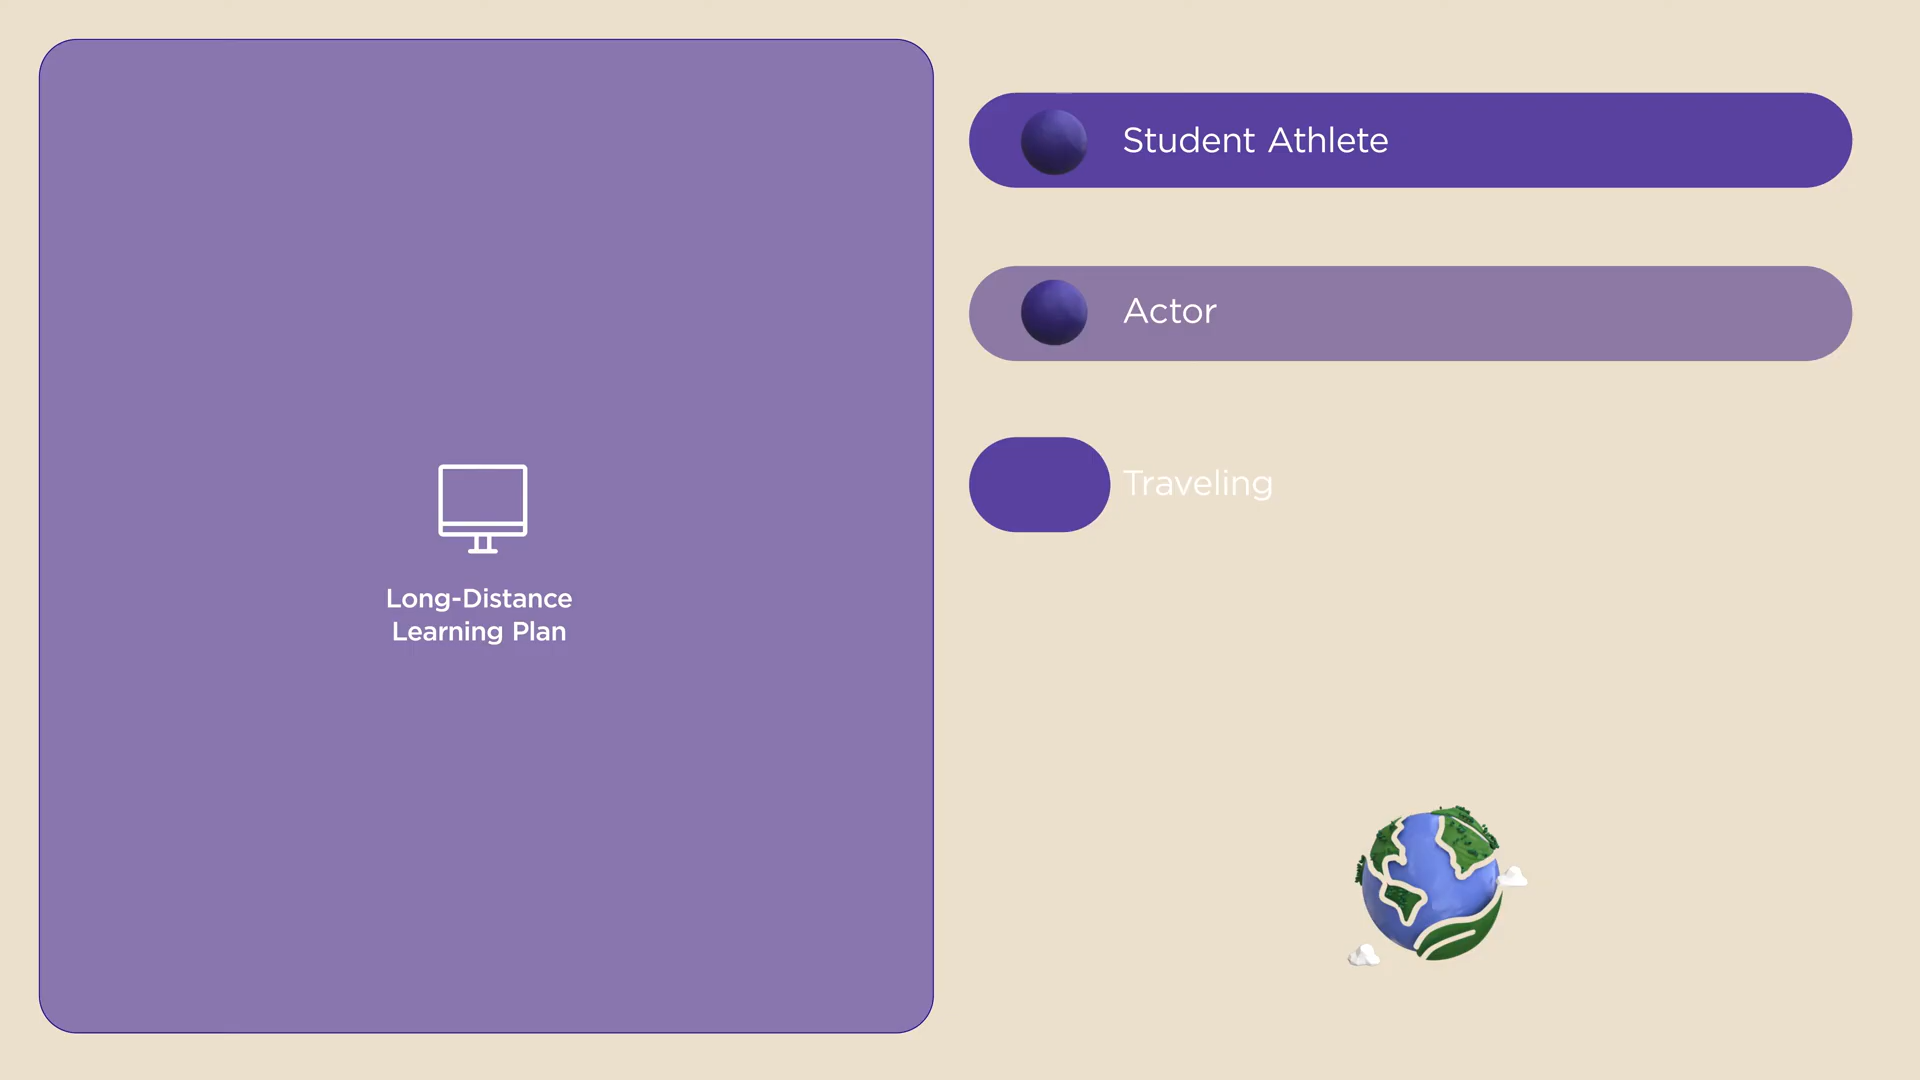 Long-Distance
Learning Plan
Student Athlete
Actor
Traveling